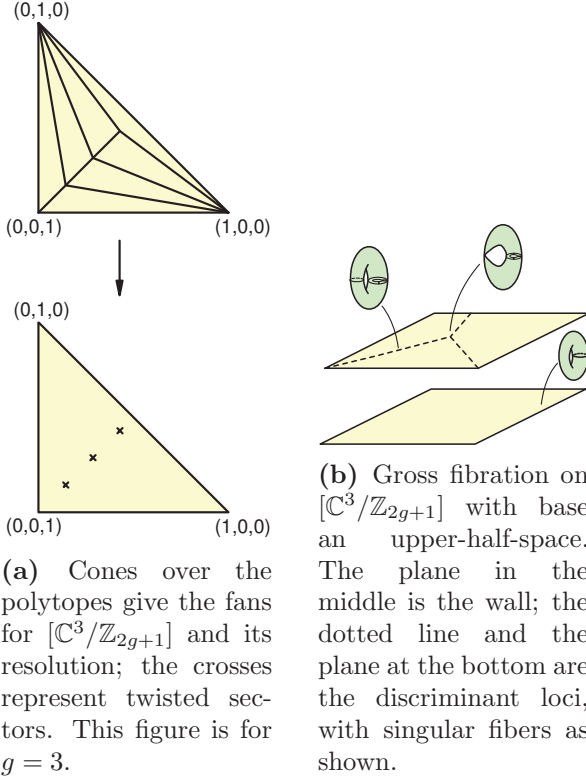 (0,1,0)
(0,0,1)
(1,0,0)
(0,1,0)
(0,0,1)
(1,0,0)
(a) Cones over the
polytopes give the fans
for [ℂ³/ℤ₂g₊₁] and its
resolution; the crosses
represent twisted sec-
tors. This figure is for
g = 3.
(b) Gross fibration on
[ℂ³/ℤ₂g₊₁] with base
an upper-half-space.
The plane in the
middle is the wall; the
dotted line and the
plane at the bottom are
the discriminant loci,
with singular fibers as
shown.